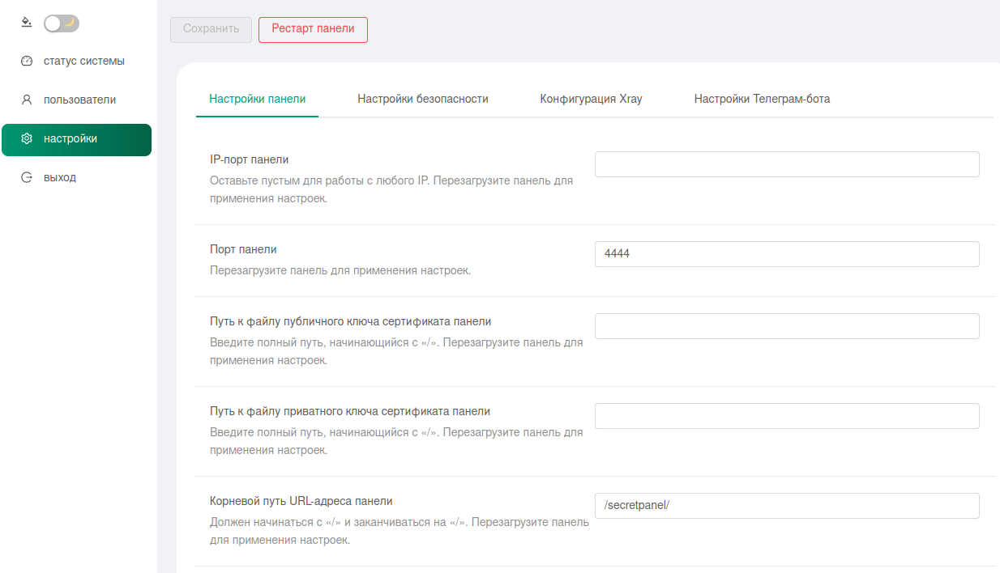 Сохранить
Рестарт панели
статус системы
пользователи
настройки
выход
Настройки панели
Настройки безопасности
Конфигурация Xray
Настройки Телеграм-бота
IP-порт панели
Оставьте пустым для работы с любого IP. Перезагрузите панель для
применения настроек.
Порт панели
4444
Перезагрузите панель для применения настроек.
Путь к файлу публичного ключа сертификата панели
Введите полный путь, начинающийся с «/». Перезагрузите панель для
применения настроек.
Путь к файлу приватного ключа сертификата панели
Введите полный путь, начинающийся с «/». Перезагрузите панель для
применения настроек.
Корневой путь URL-адреса панели
/secretpanel/
Должен начинаться с «/» и заканчиваться на «/». Перезагрузите панель
для применения настроек.